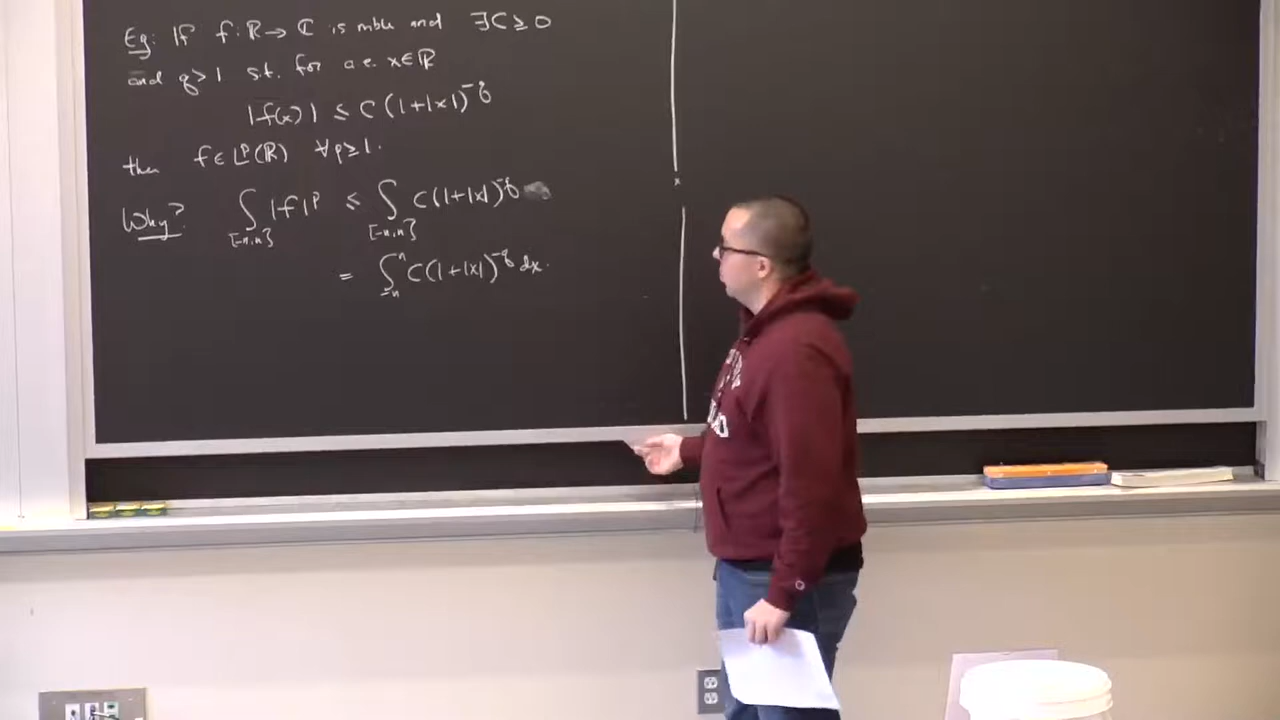 Eg: If f: ℝ → ℂ is mble and ∃ C ≥ 0
and q > 1 s.t. for a.e. x ∈ ℝ
|f(x)| ≤ C (1+|x|)^{-q}
then f ∈ L^p(ℝ) ∀ p ≥ 1.
Why? ∫_{[-n,n]} |f|^p ≤ ∫_{[-n,n]} C(1+|x|)^{-q}
= ∫_{-n}^{n} C(1+|x|)^{-q} dx.